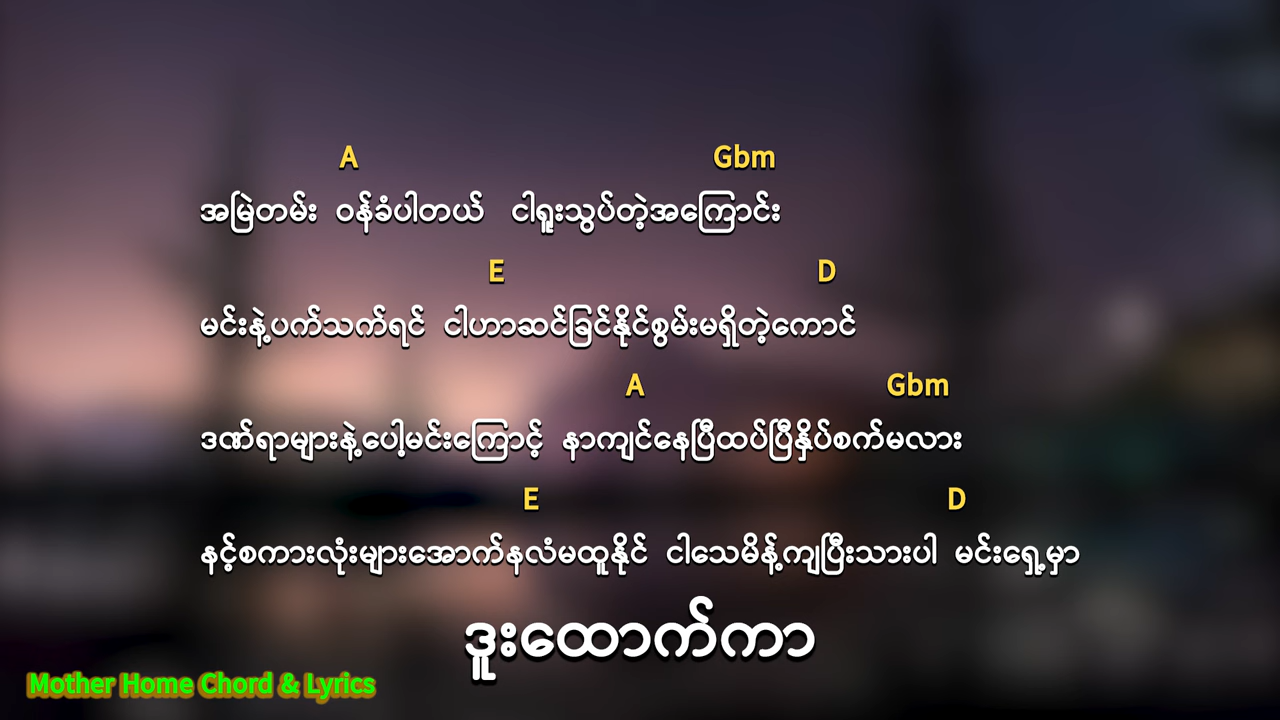 A Gbm
အမြဲတမ်း ဝန်ခံပါတယ် ငါရူးသွပ်တဲ့အကြောင်း
E D
မင်းနဲ့ပက်သက်ရင် ငါဟာဆင်ခြင်နိုင်စွမ်းမရှိတဲ့ကောင်
A Gbm
ဒဏ်ရာများနဲ့ပေါ့မင်းကြောင့် နာကျင်နေပြီထပ်ပြီနှိပ်စက်မလား
E D
နင့်စကားလုံးများအောက်နလံမထူနိုင် ငါသေမိန့်ကျပြီးသားပါ မင်းရှေ့မှာ
ဒူးထောက်ကာ
Mother Home Chord & Lyrics